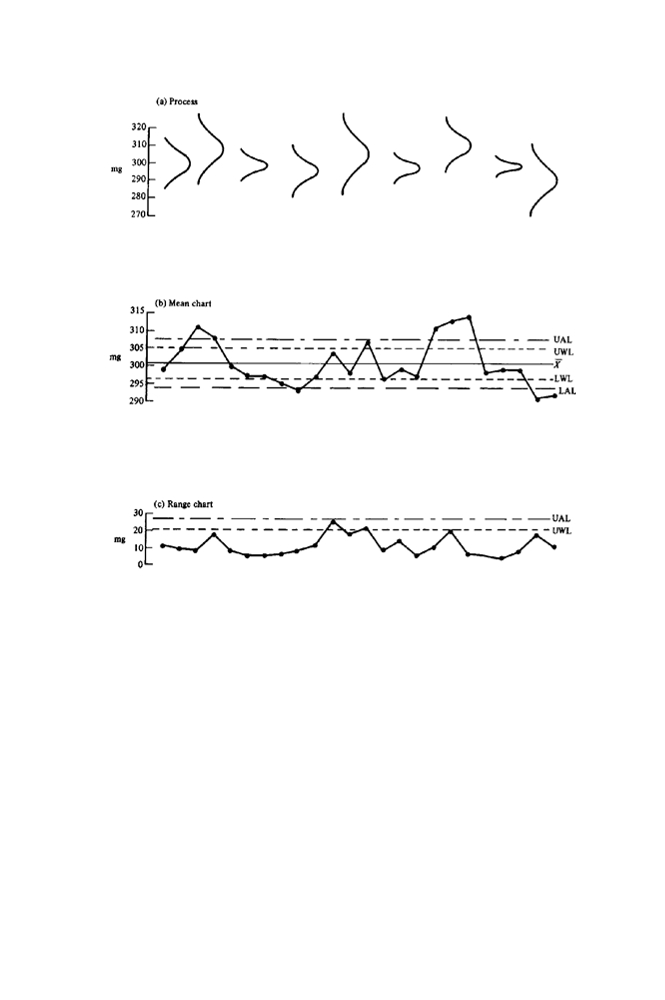 (a) Process
320
310
300
mg
290
280
270
(b) Mean chart
315
310
UAL
305
UWL
mg
300
X̅
295
LWL
LAL
290
(c) Range chart
30
UAL
20
UWL
mg
10
0